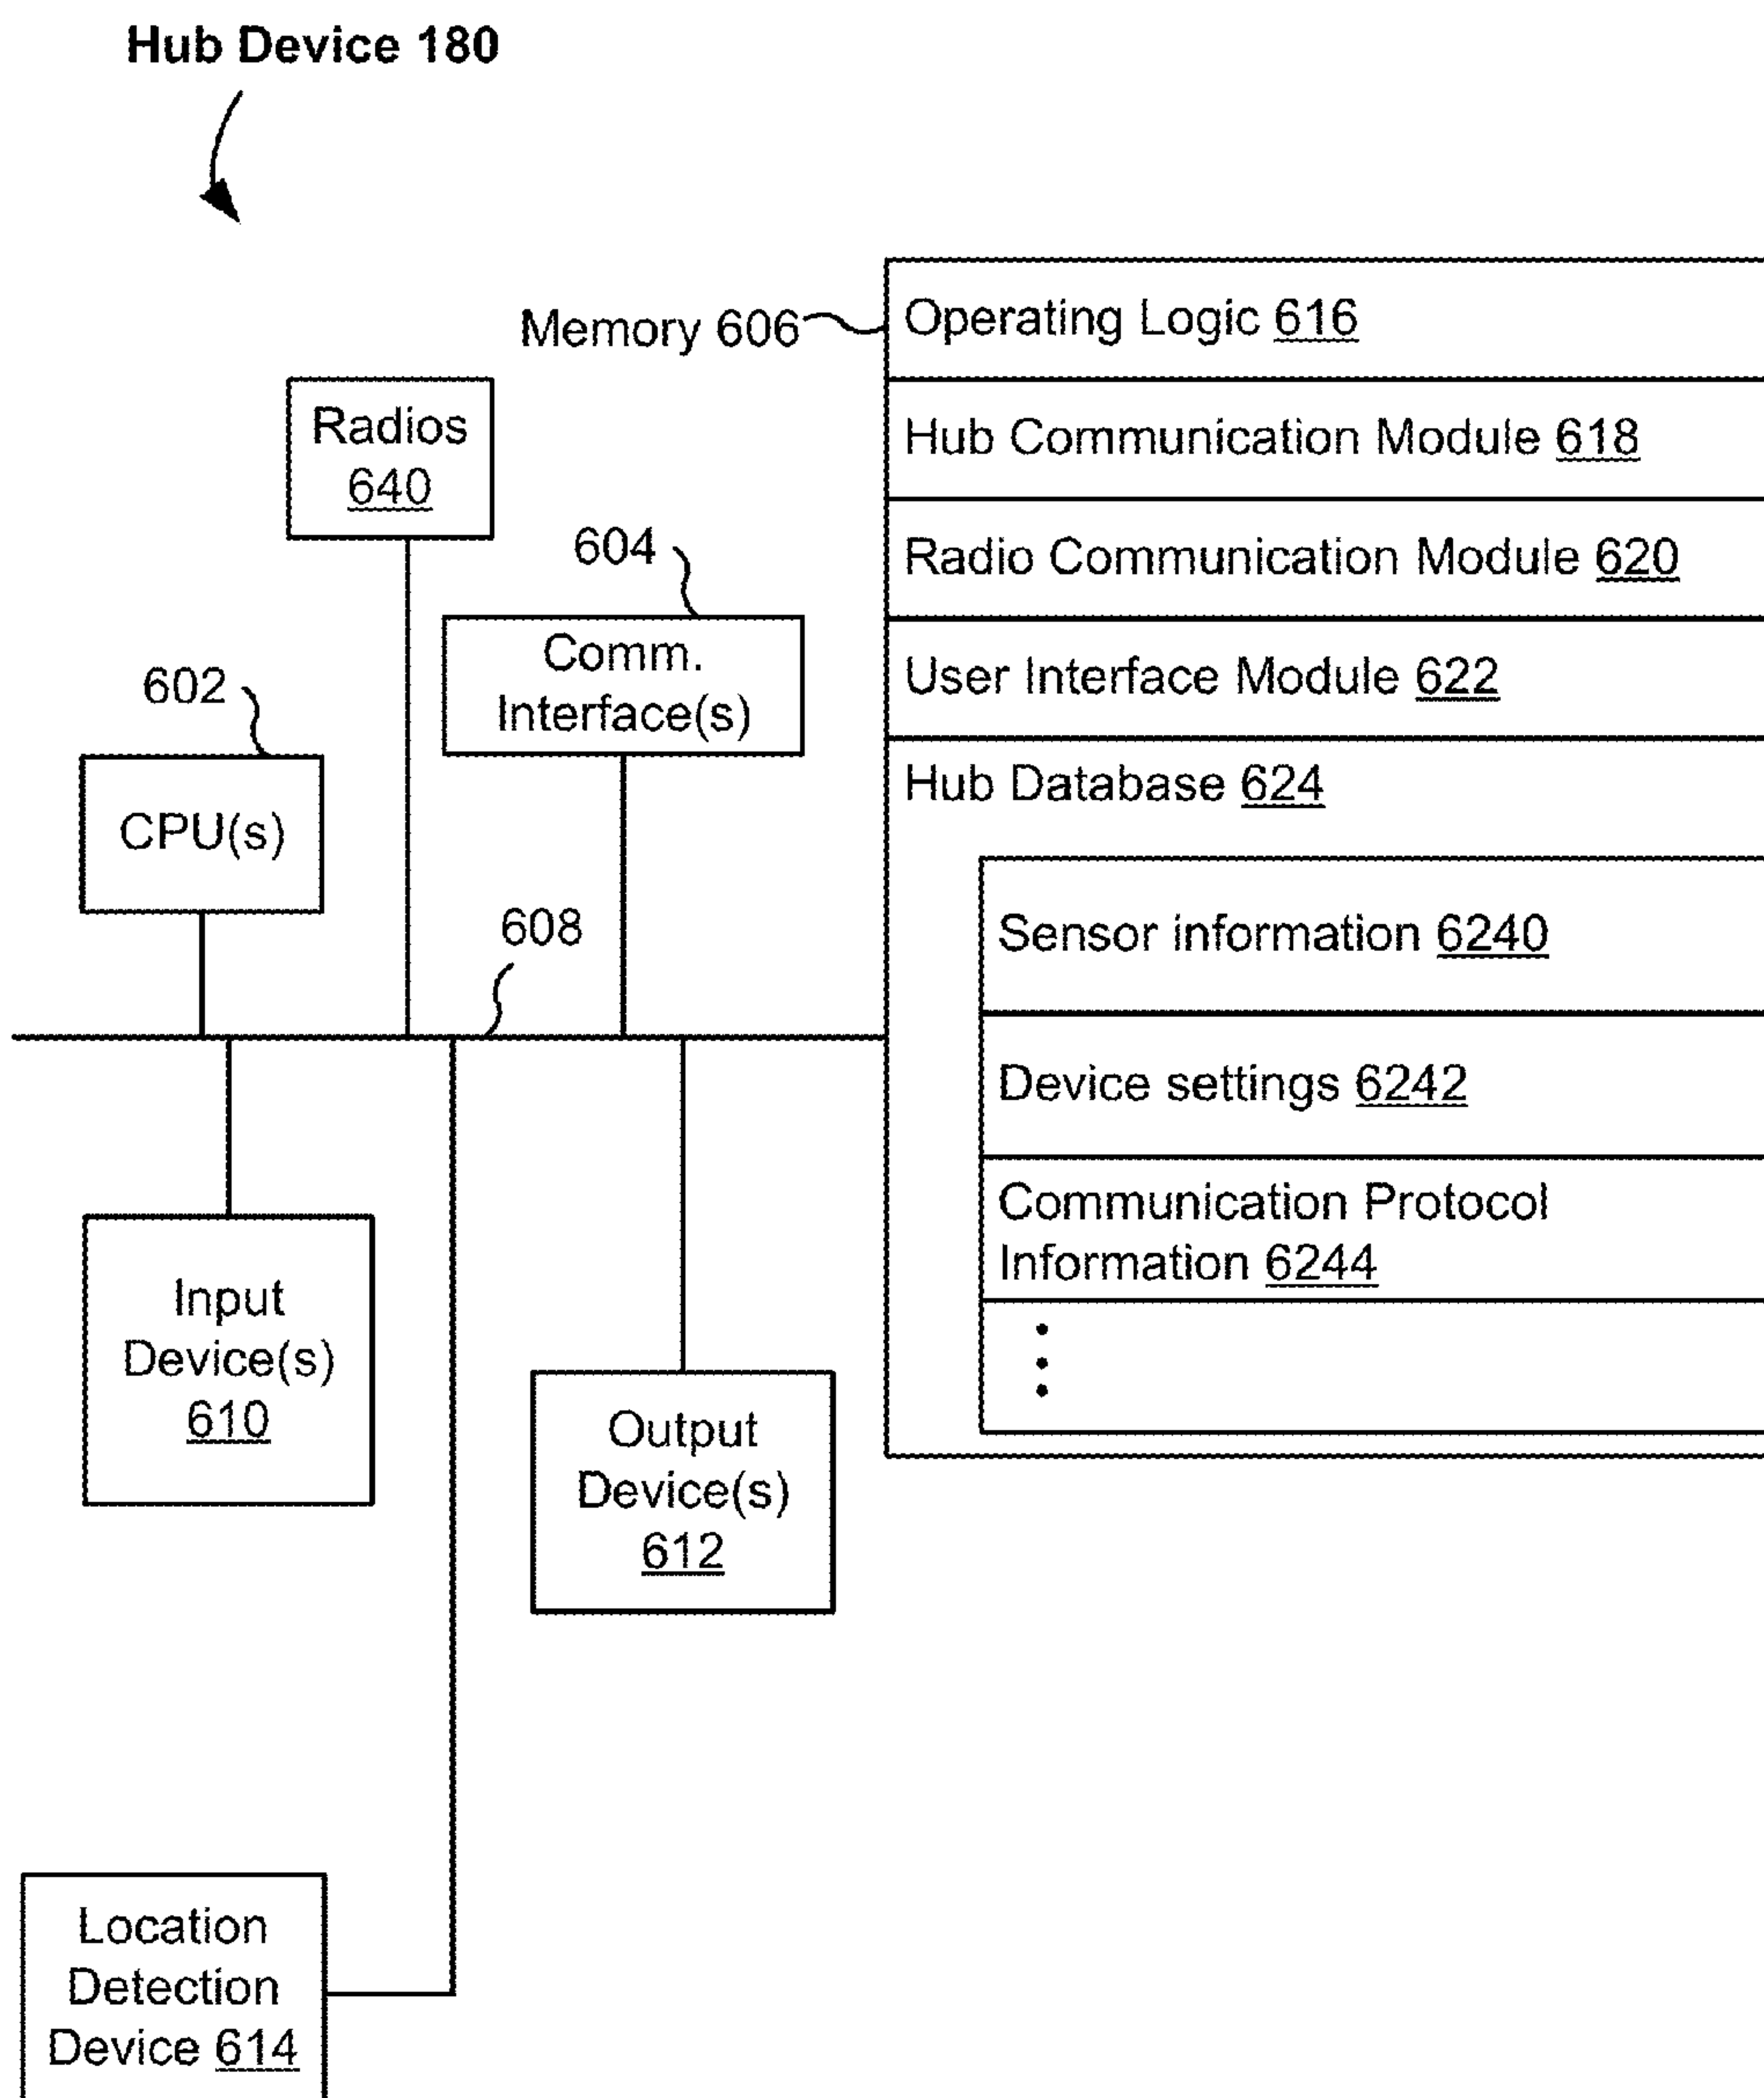 Hub Device 180
Memory 606
Operating Logic 616
Hub Communication Module 618
Radio Communication Module 620
User Interface Module 622
Hub Database 624
Sensor information 6240
Device settings 6242
Communication Protocol
Information 6244
Radios
640
604
Comm.
Interface(s)
602
CPU(s)
608
Input
Device(s)
610
Output
Device(s)
612
Location
Detection
Device 614